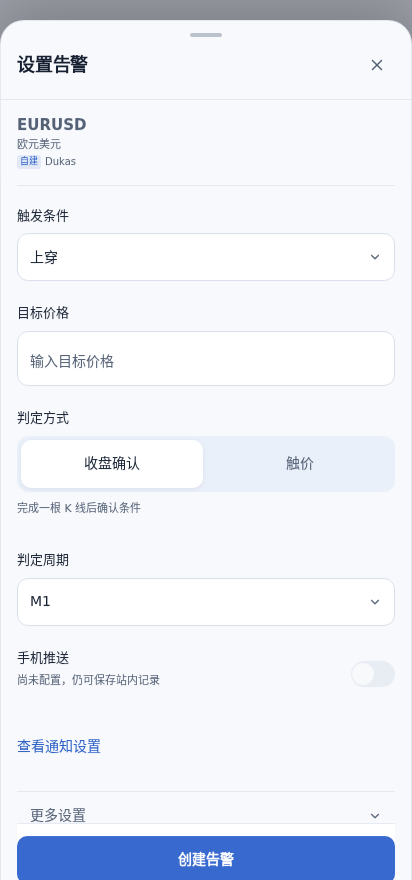 设置告警
EURUSD
欧元美元
自建 Dukas
触发条件
上穿
目标价格
输入目标价格
判定方式
收盘确认 触价
完成一根 K 线后确认条件
判定周期
M1
手机推送
尚未配置，仍可保存站内记录
查看通知设置
更多设置
创建告警